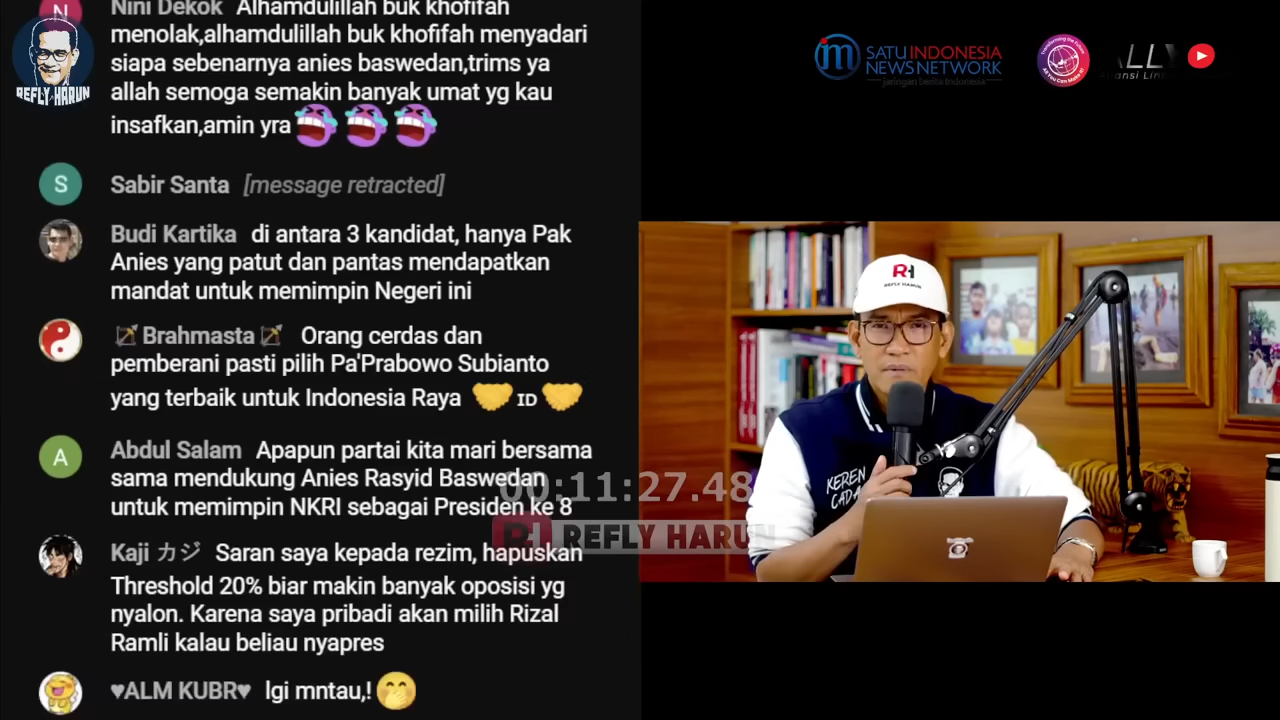 Nini Dekok Alhamdulillah buk khofifah
menolak,alhamdulillah buk khofifah menyadari
siapa sebenarnya anies baswedan,trims ya
allah semoga semakin banyak umat yg kau
insafkan,amin yra
REFLY HARUN
S Sabir Santa [message retracted]
Budi Kartika di antara 3 kandidat, hanya Pak
Anies yang patut dan pantas mendapatkan
mandat untuk memimpin Negeri ini
Brahmasta Orang cerdas dan
pemberani pasti pilih Pa'Prabowo Subianto
yang terbaik untuk Indonesia Raya ID
A Abdul Salam Apapun partai kita mari bersama
sama mendukung Anies Rasyid Baswedan
untuk memimpin NKRI sebagai Presiden ke 8
Kaji カジ Saran saya kepada rezim, hapuskan
Threshold 20% biar makin banyak oposisi yg
nyalon. Karena saya pribadi akan milih Rizal
Ramli kalau beliau nyapres
♥ALM KUBR♥ lgi mntau,!
00:11:27.48
RH REFLY HARUN
SATU INDONESIA
NEWS NETWORK
jaringan berita Indonesia
ALLY
RH
REFLY HARUN
KEREN